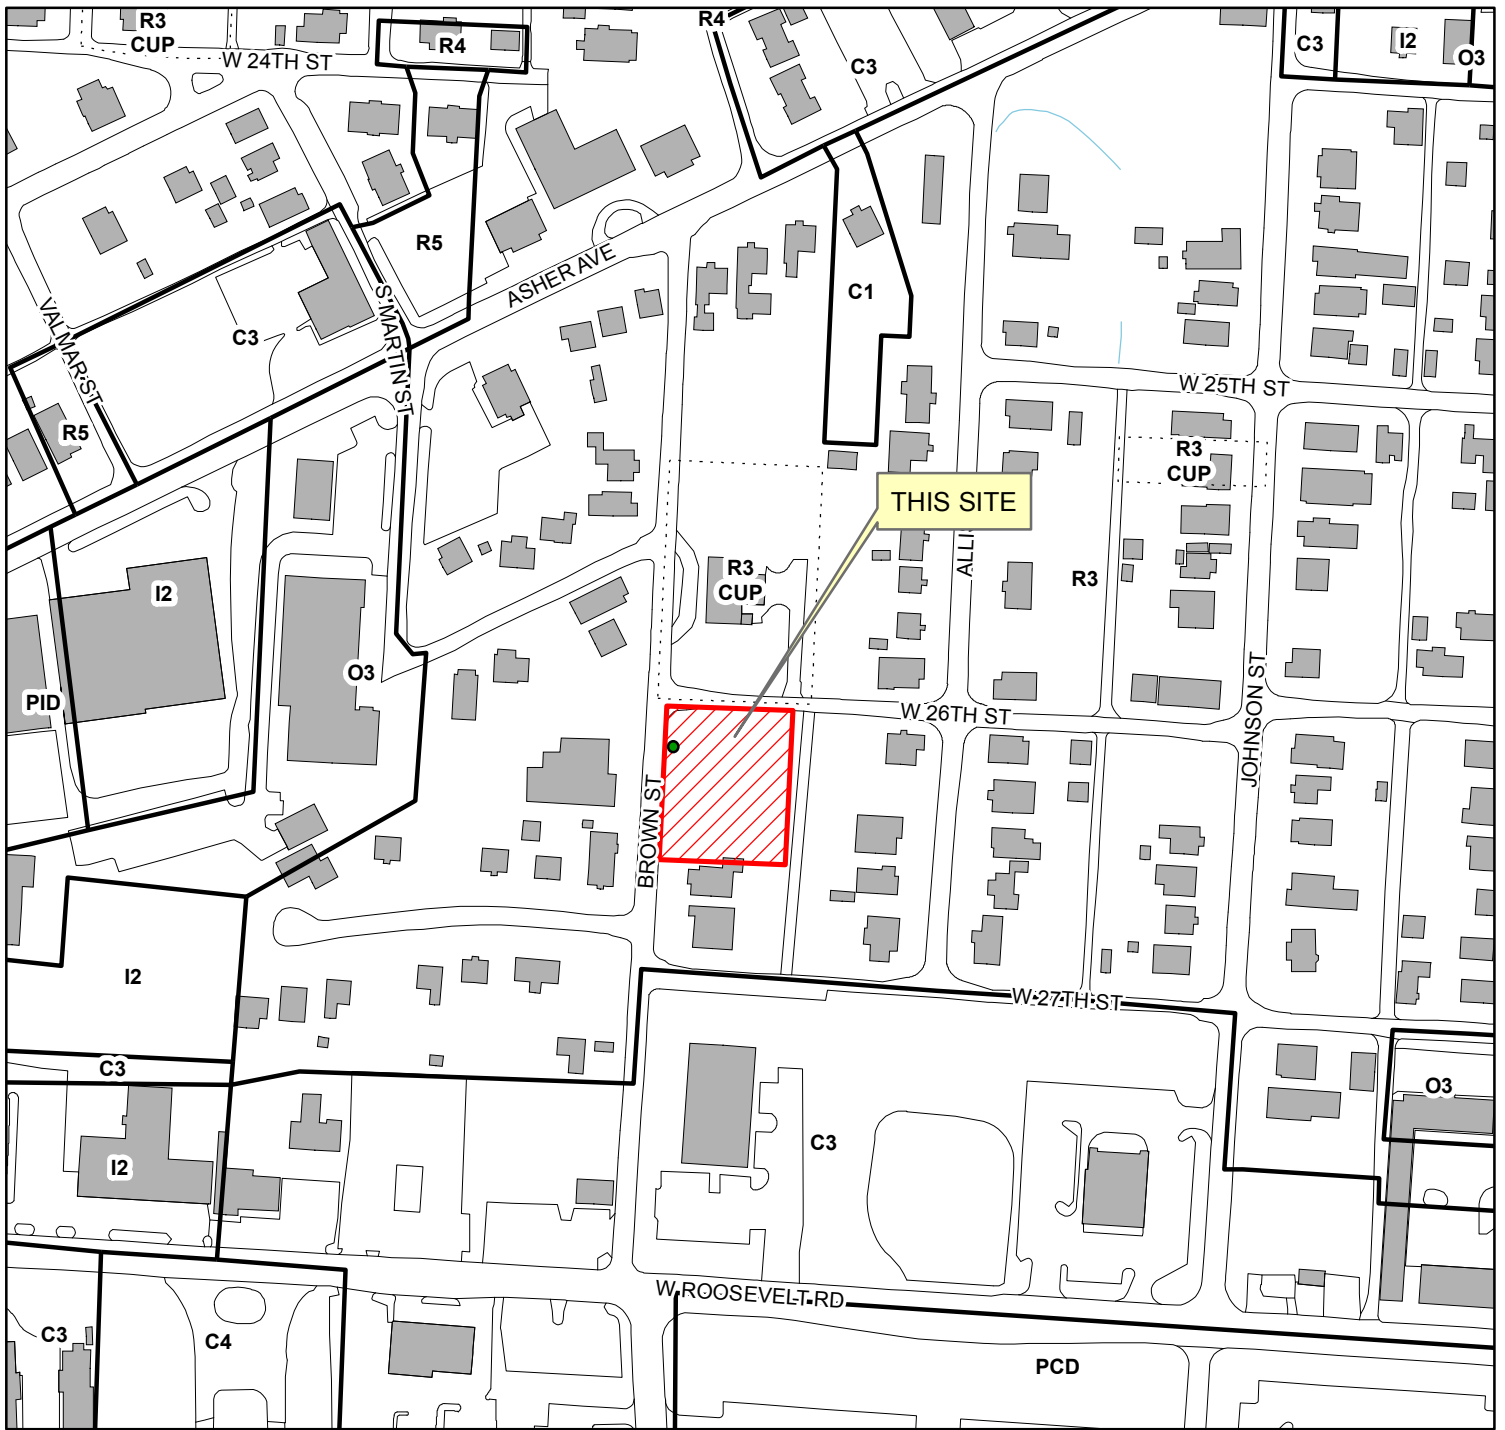 R3
CUP
W 24TH ST
R4
R4
C3
C3
I2
O3
R5
ASHER AVE
C1
VALMAR ST
C3
S MARTIN ST
R5
W 25TH ST
R3
CUP
THIS SITE
ALLI
R3
CUP
R3
I2
O3
PID
JOHNSON ST
W 26TH ST
BROWN ST
I2
W 27TH ST
C3
O3
C3
I2
W ROOSEVELT RD
C3
C4
PCD